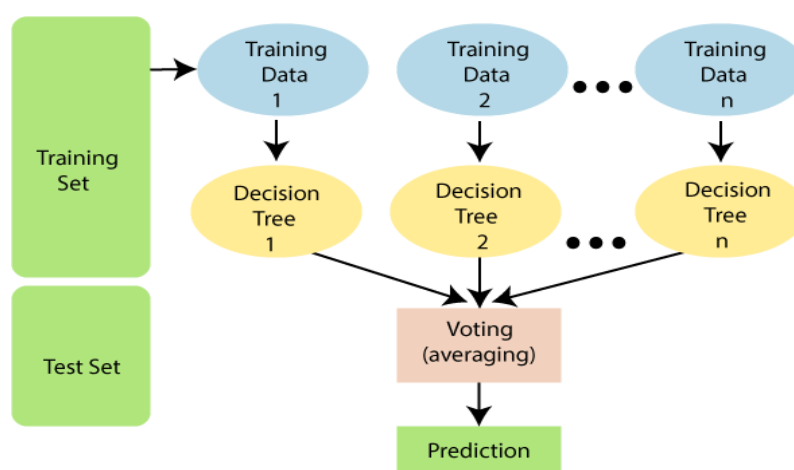 Training
Set
Test Set
Training
Data
1
Training
Data
2
Training
Data
n
Decision
Tree
1
Decision
Tree
2
Decision
Tree
n
Voting
(averaging)
Prediction